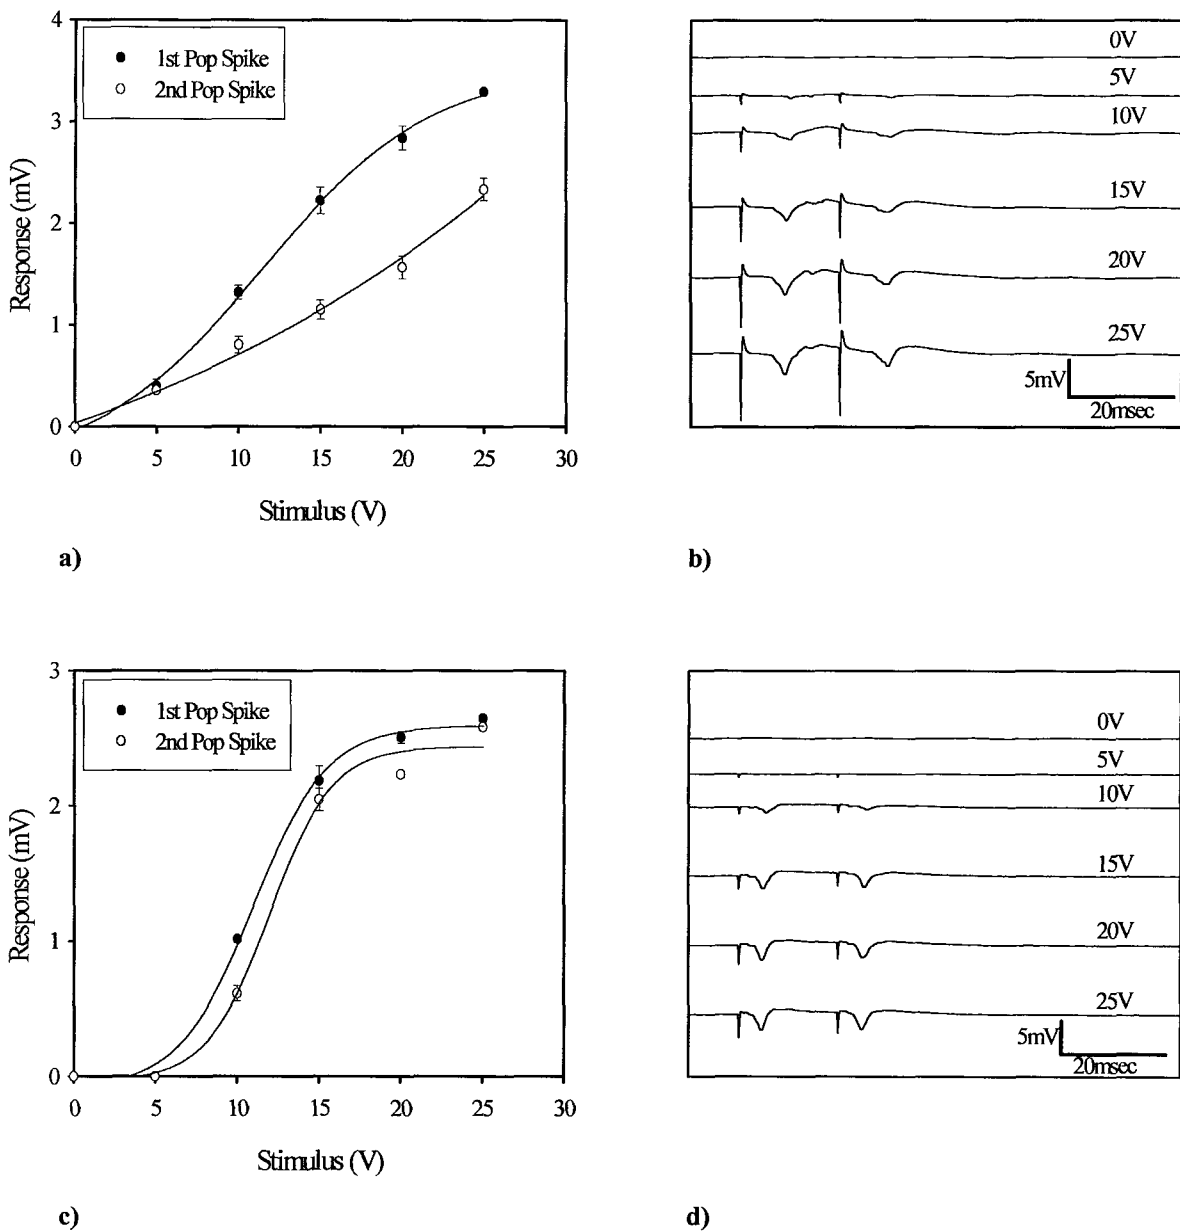 4
3
2
1
0
Response (mV)
1st Pop Spike
2nd Pop Spike
0 5 10 15 20 25 30
Stimulus (V)
a)
0V
5V
10V
15V
20V
25V
5mV
20msec
b)
3
2
1
0
Response (mV)
1st Pop Spike
2nd Pop Spike
0 5 10 15 20 25 30
Stimulus (V)
c)
0V
5V
10V
15V
20V
25V
5mV
20msec
d)